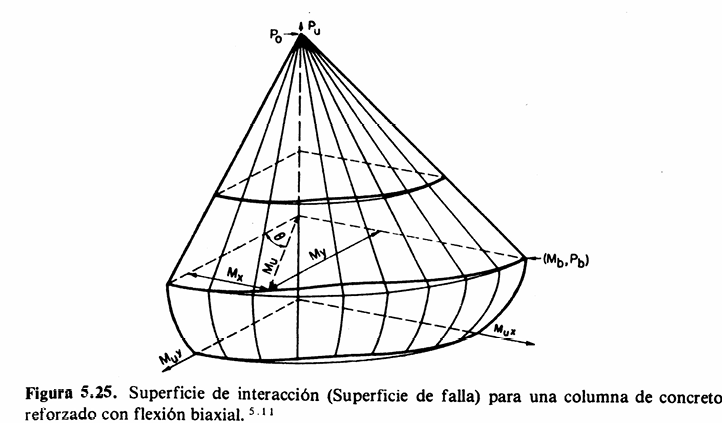 P₀ Pᵤ
θ
Mᵤ
My
Mx
(Mb, Pb)
Mᵤy
Mᵤx
Figura 5.25. Superficie de interacción (Superficie de falla) para una columna de concreto
reforzado con flexión biaxial. ⁵·¹¹